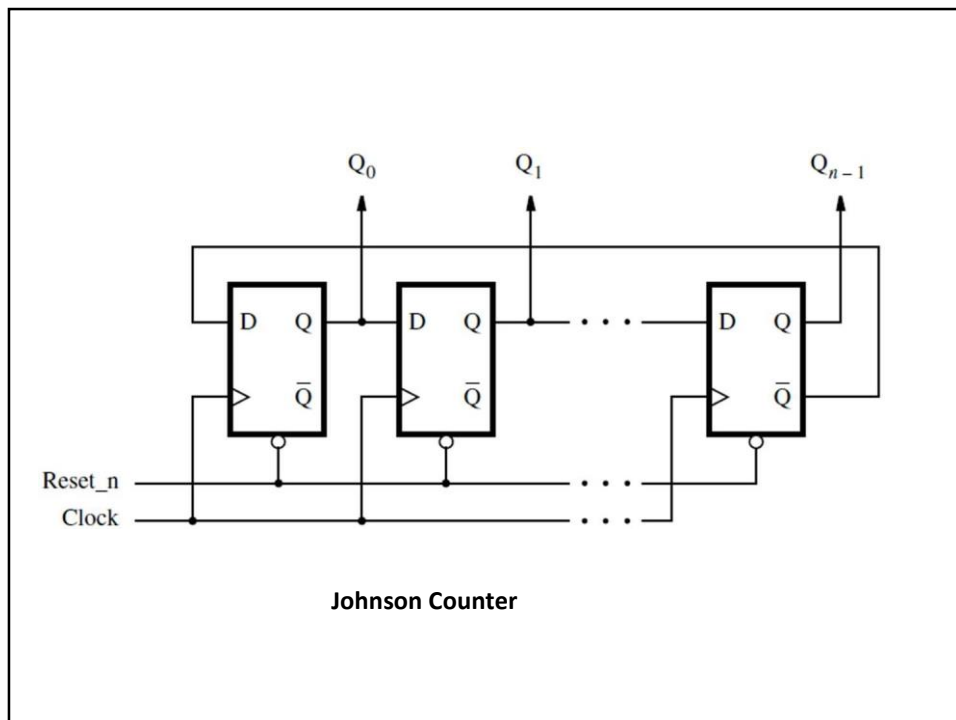 Q₀ Q₁ Qₙ₋₁
D Q D Q • • • D Q
Q̅ Q̅ Q̅
Reset_n • • •
Clock • • •
Johnson Counter